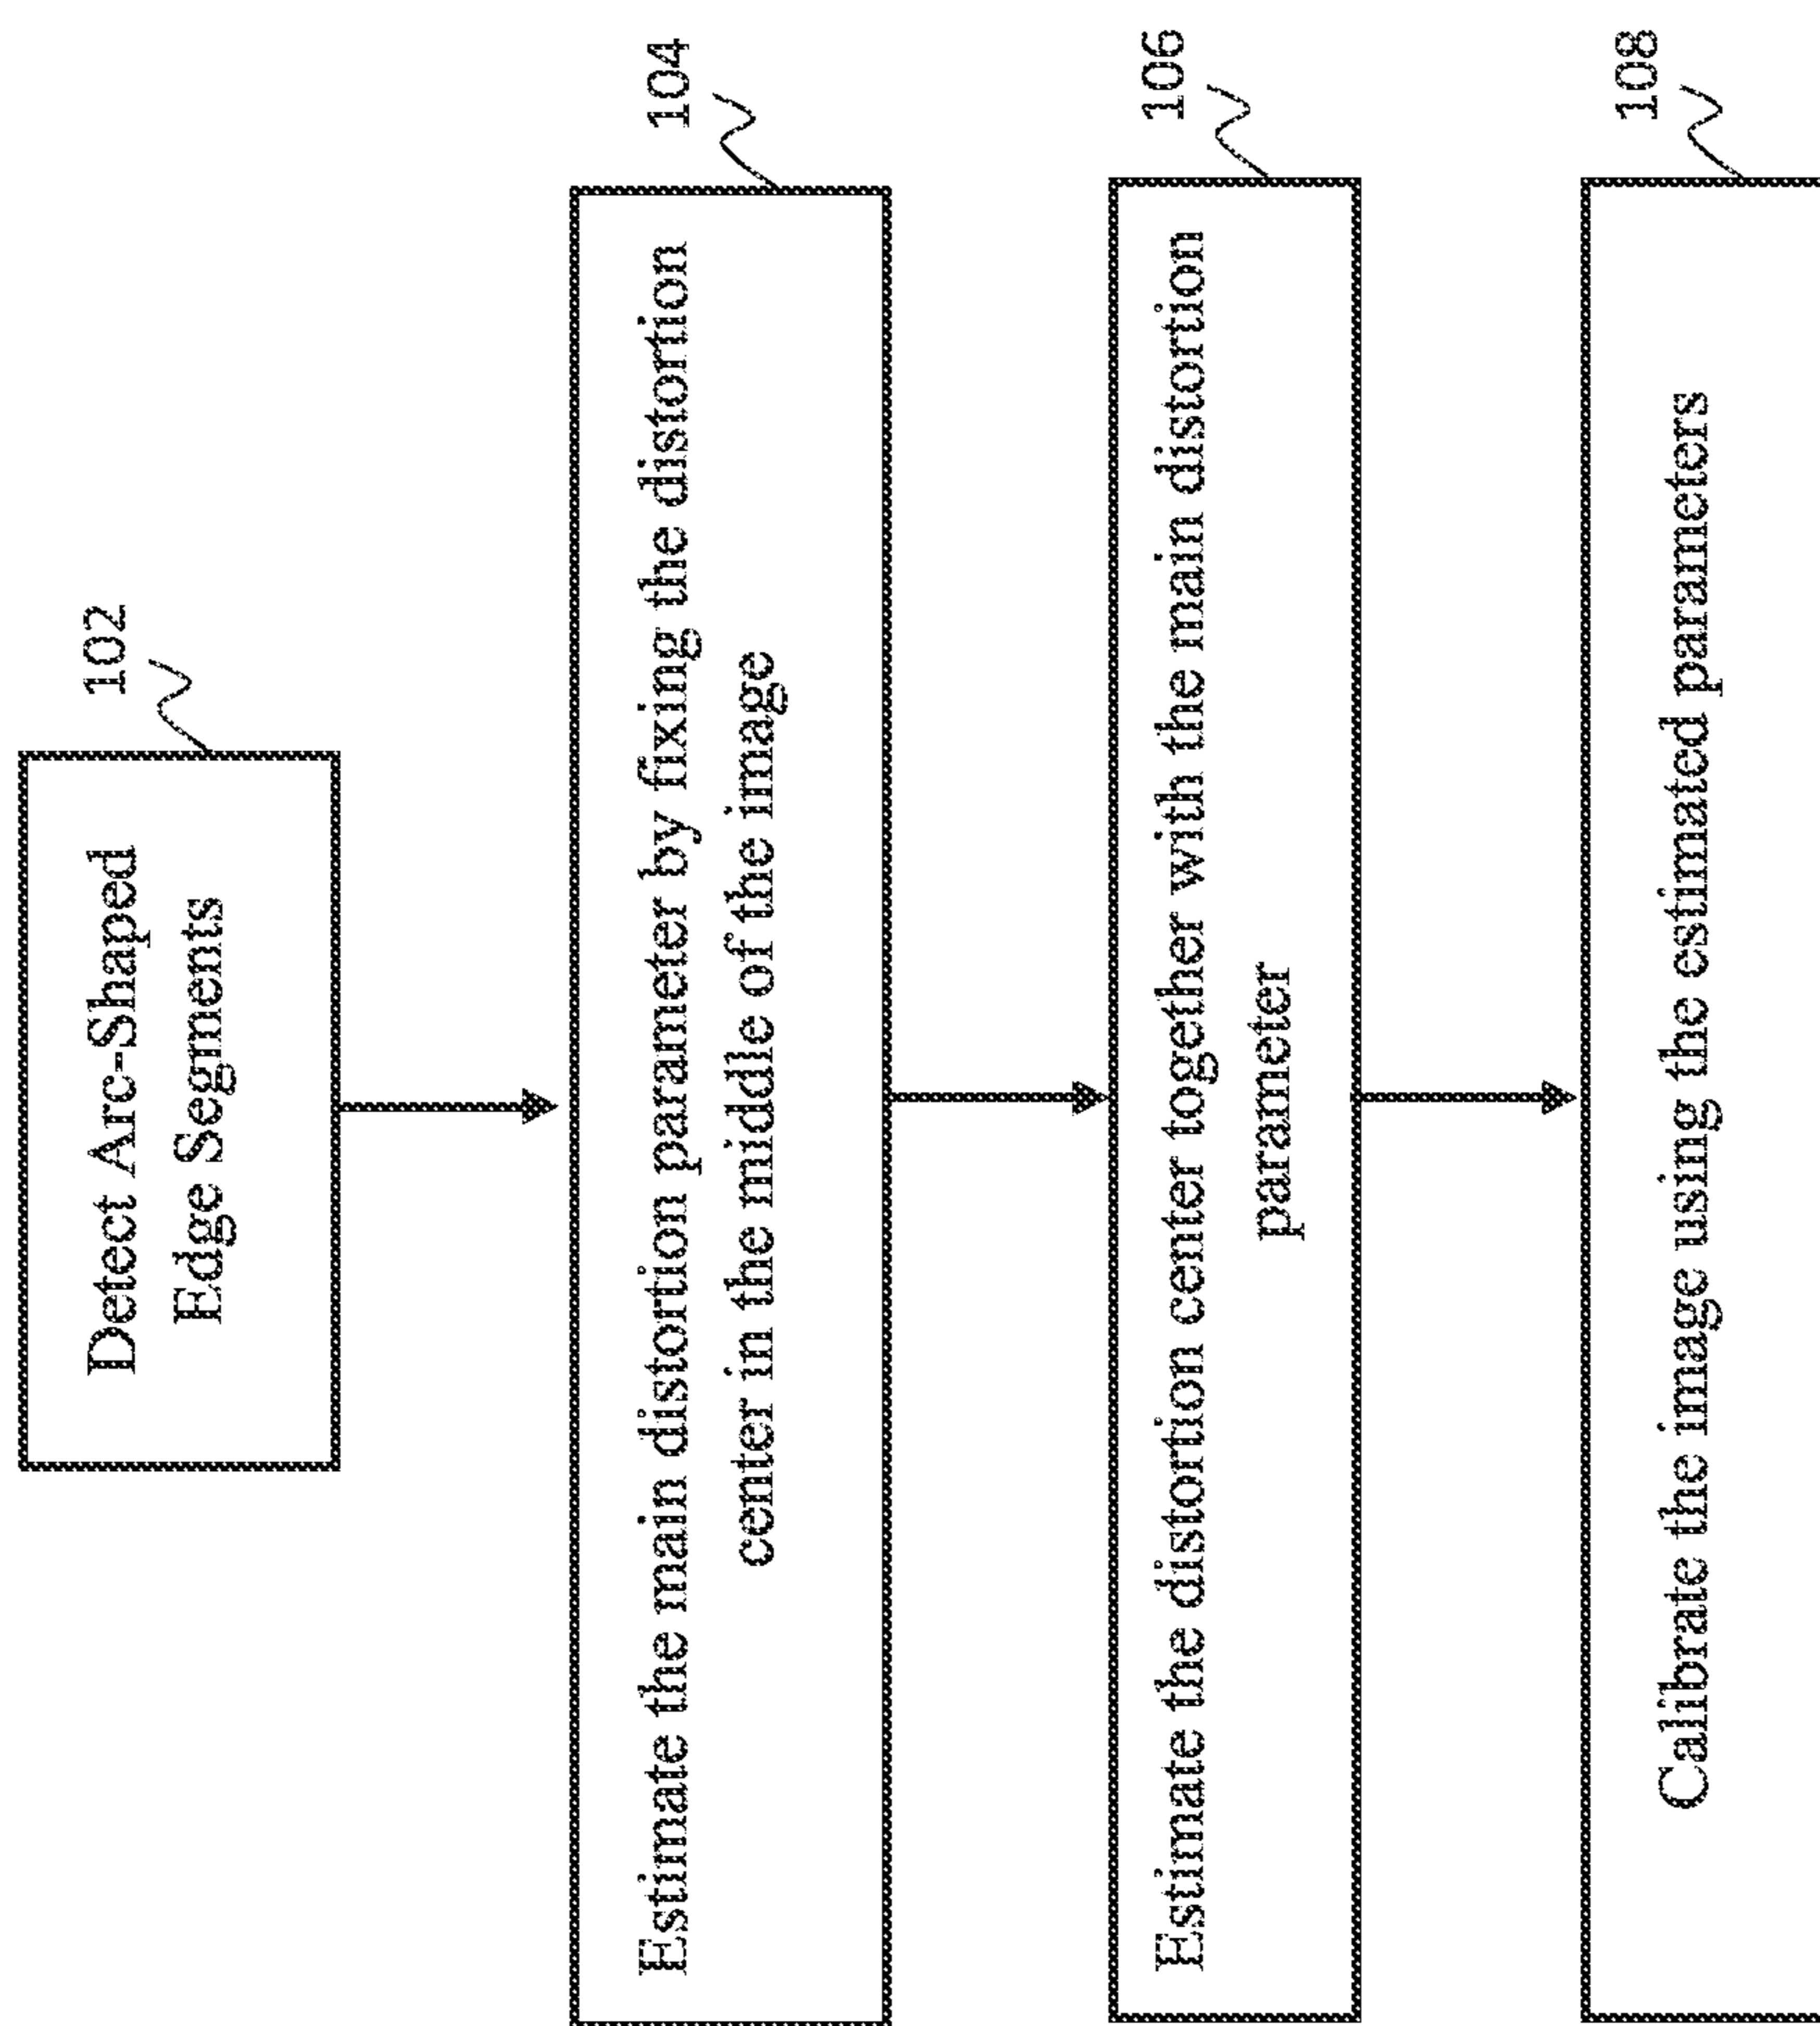 102
Detect Arc-Shaped
Edge Segments
104
Estimate the main distortion parameter by fixing the distortion
center in the middle of the image
106
Estimate the distortion center together with the main distortion
parameter
108
Calibrate the image using the estimated parameters